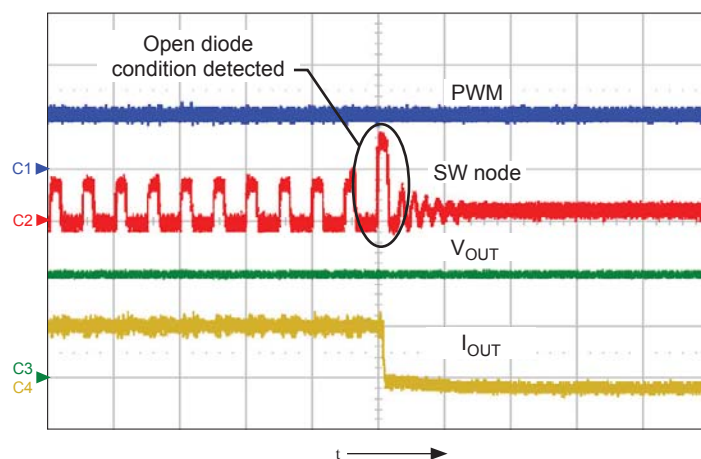 Open diode
condition detected
PWM
C1
SW node
C2
VOUT
IOUT
C3
C4
t